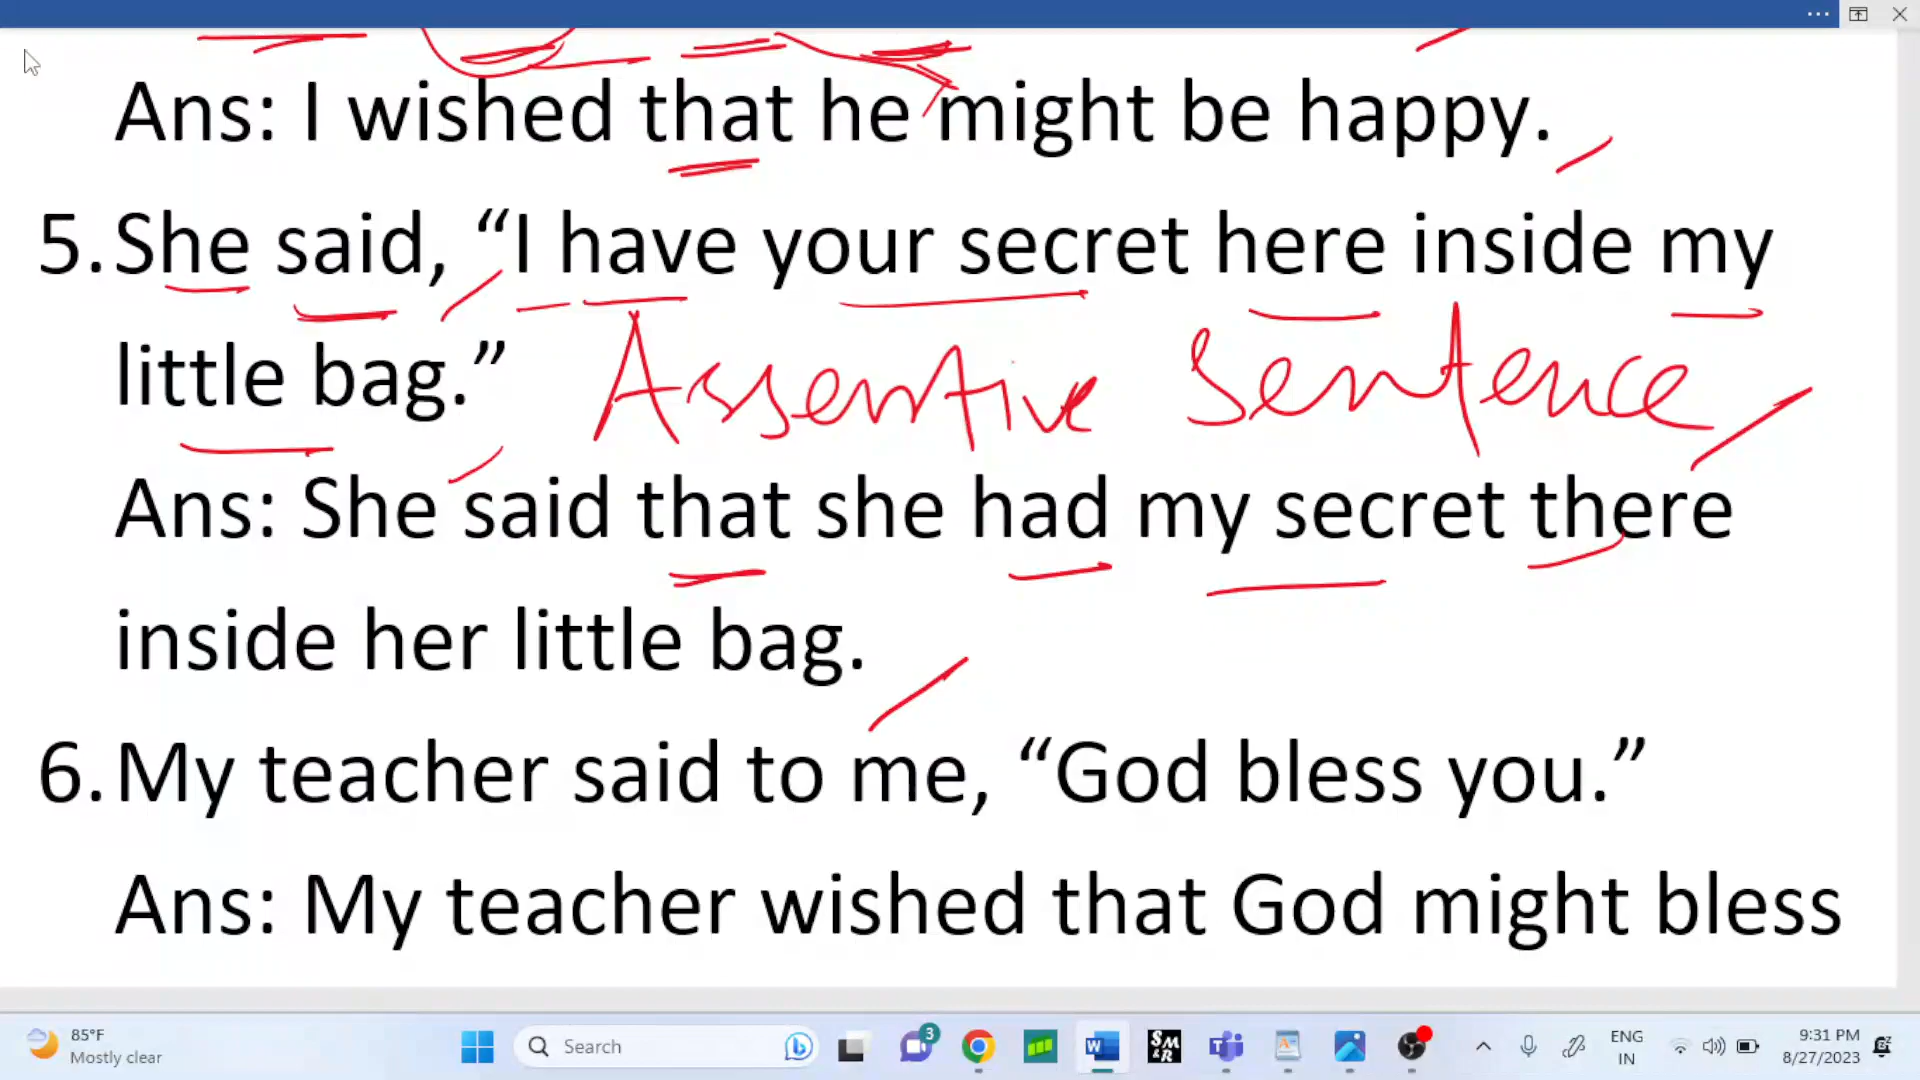 Ans: I wished that he might be happy.
5. She said, “I have your secret here inside my
little bag.” Assertive Sentence
Ans: She said that she had my secret there
inside her little bag.
6. My teacher said to me, “God bless you.”
Ans: My teacher wished that God might bless
85°F
Mostly clear
Search
3
W
SM
&R
ENG
IN
9:31 PM
8/27/2023